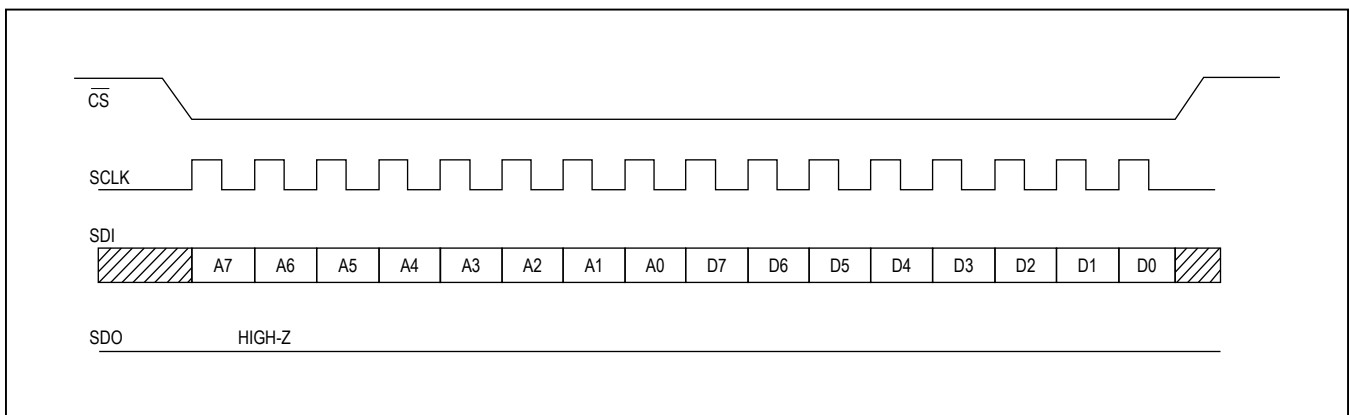 C̅S̅
SCLK
SDI
A7 A6 A5 A4 A3 A2 A1 A0 D7 D6 D5 D4 D3 D2 D1 D0
SDO HIGH-Z